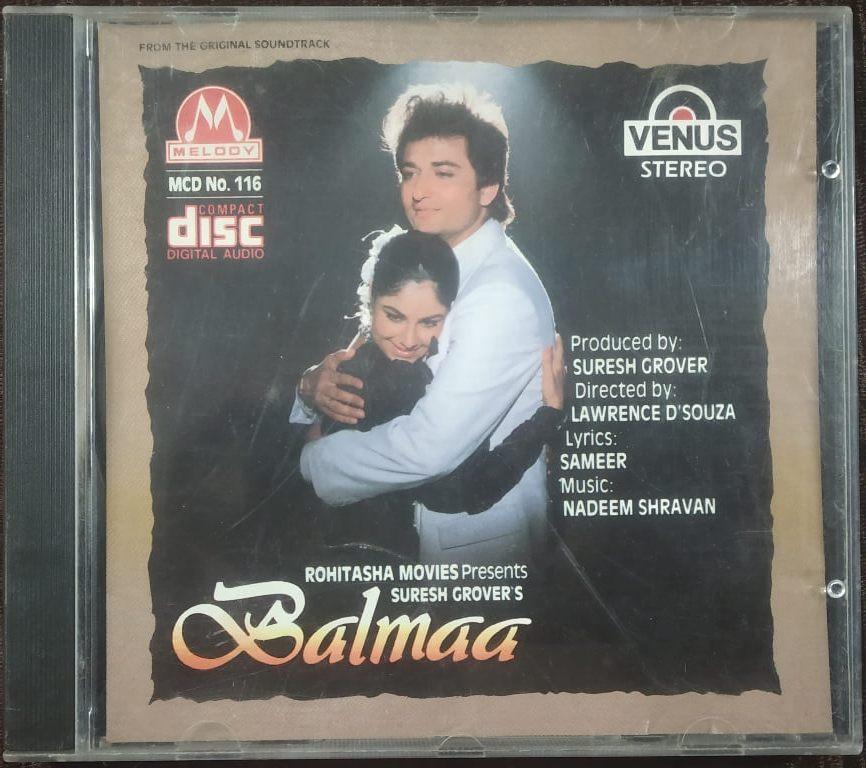 FROM THE ORIGINAL SOUNDTRACK
MELODY
MCD No. 116
COMPACT
disc
DIGITAL AUDIO
VENUS
STEREO
Produced by:
SURESH GROVER
Directed by:
LAWRENCE D'SOUZA
Lyrics:
SAMEER
Music:
NADEEM SHRAVAN
ROHITASHA MOVIES Presents
SURESH GROVER'S
Balmaa